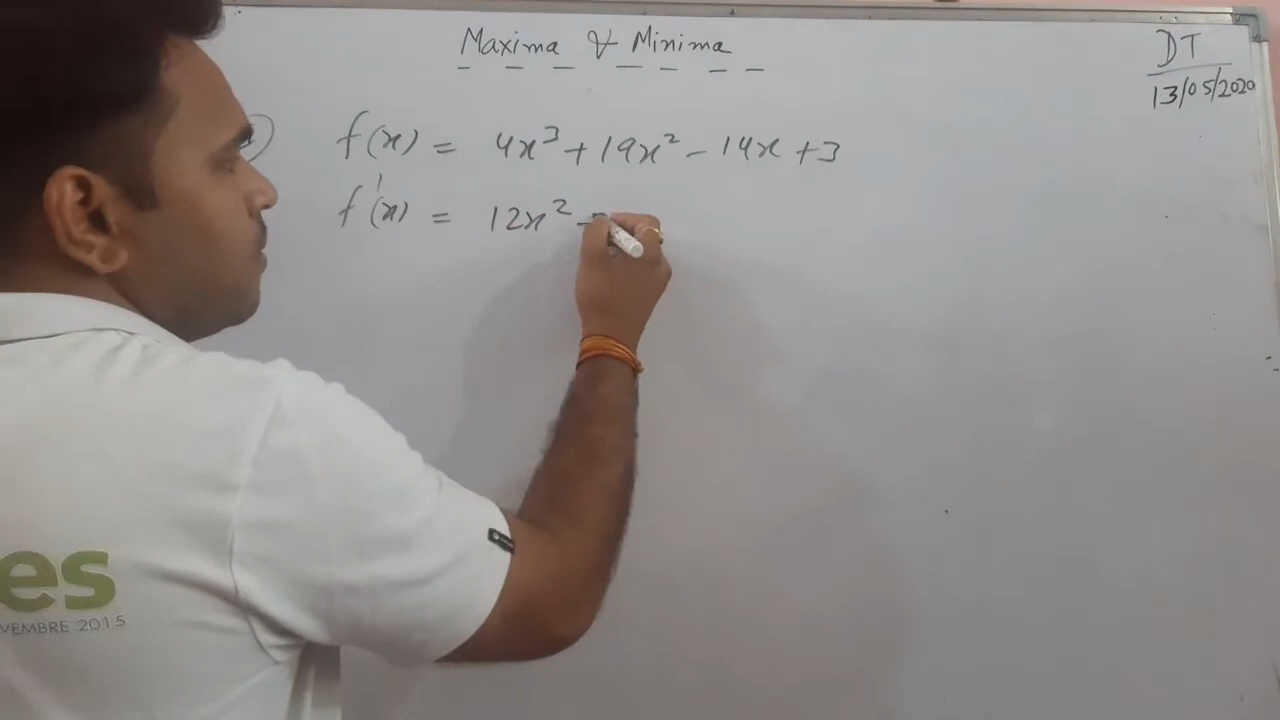 Maxima & Minima
DT
13/05/2020
f(x) = 4x³ + 19x² - 14x + 3
f'(x) = 12x²
es
VEMBRE 2015